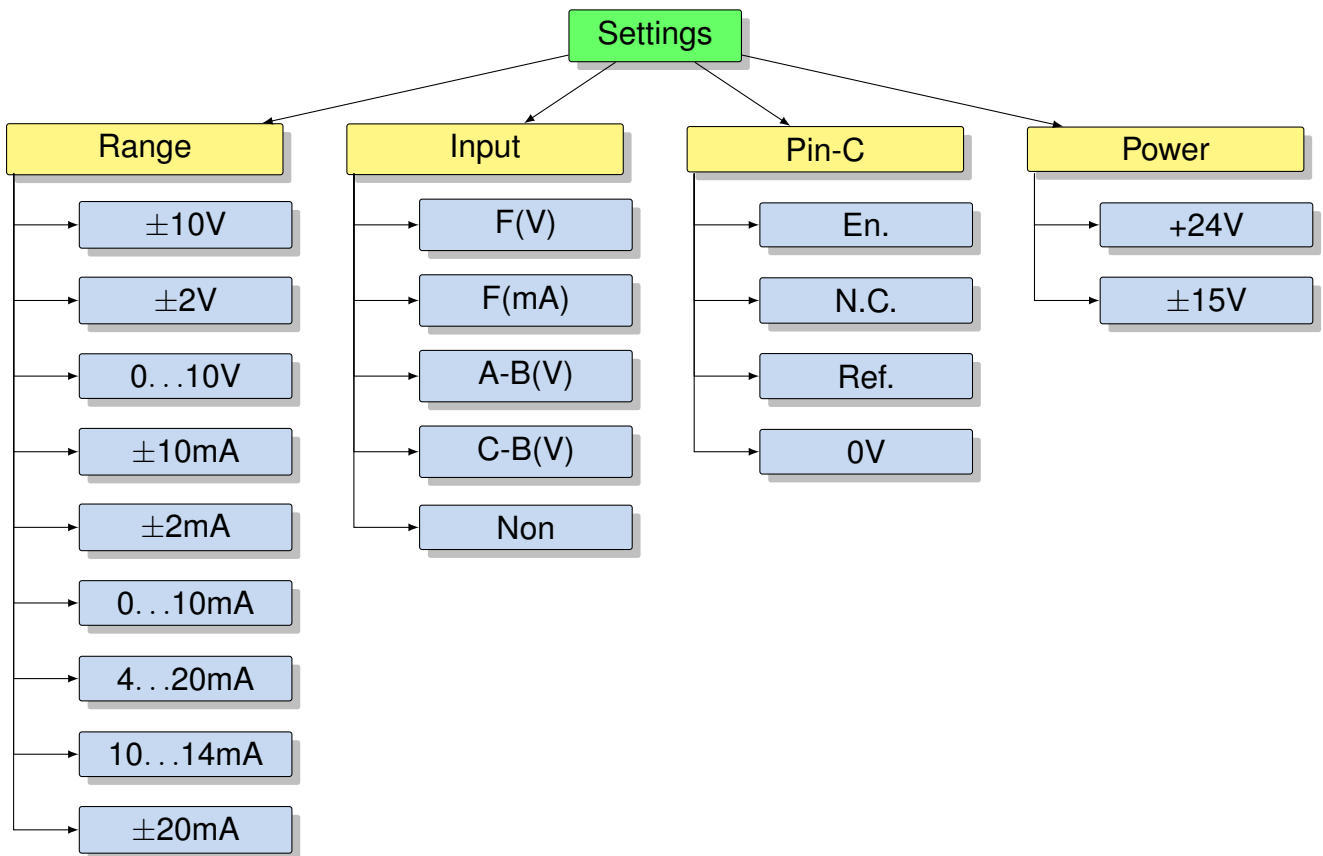 Settings
Range
±10V
±2V
0...10V
±10mA
±2mA
0...10mA
4...20mA
10...14mA
±20mA
Input
F(V)
F(mA)
A-B(V)
C-B(V)
Non
Pin-C
En.
N.C.
Ref.
0V
Power
+24V
±15V